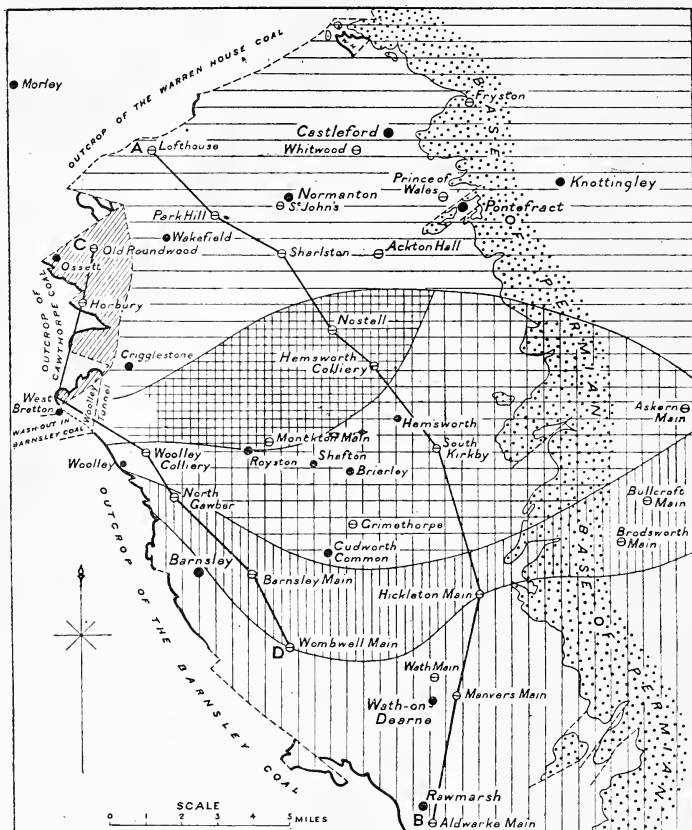 Morley
OUTCROP OF THE WARREN HOUSE COAL
BASE OF PERMIAN
Fryston
Castleford
Whitwood
A Lofthouse
Knottingley
Prince of
Wales
Pontefract
Normanton
St John's
Park Hill
Wakefield
Sharlston
Ackton Hall
C
Old Roundwood
Ossett
Horbury
OUTCROP OF
CAWTHORPE COAL
Nostell
Crigglestone
Hemsworth
Colliery
West
Bretton
Woolley
Tunnel
WASH-OUT IN
BARNSLEY COAL
Hemsworth
Askern
Main
Monckton Main
Woolley
Woolley
Colliery
Royston
Shafton
Brierley
South
Kirkby
North
Gawber
Bullcroft
Main
Grimethorpe
Brodsworth
Main
Cudworth
Common
Barnsley
Barnsley Main
Hickleton Main
OUTCROP OF THE BARNSLEY COAL
BASE OF PERMIAN
D
Wombwell Main
Wath Main
Manvers Main
Wath-on
Dearne
Rawmarsh
B
Aldwarke Main
SCALE
0 1 2 3 4 5 MILES